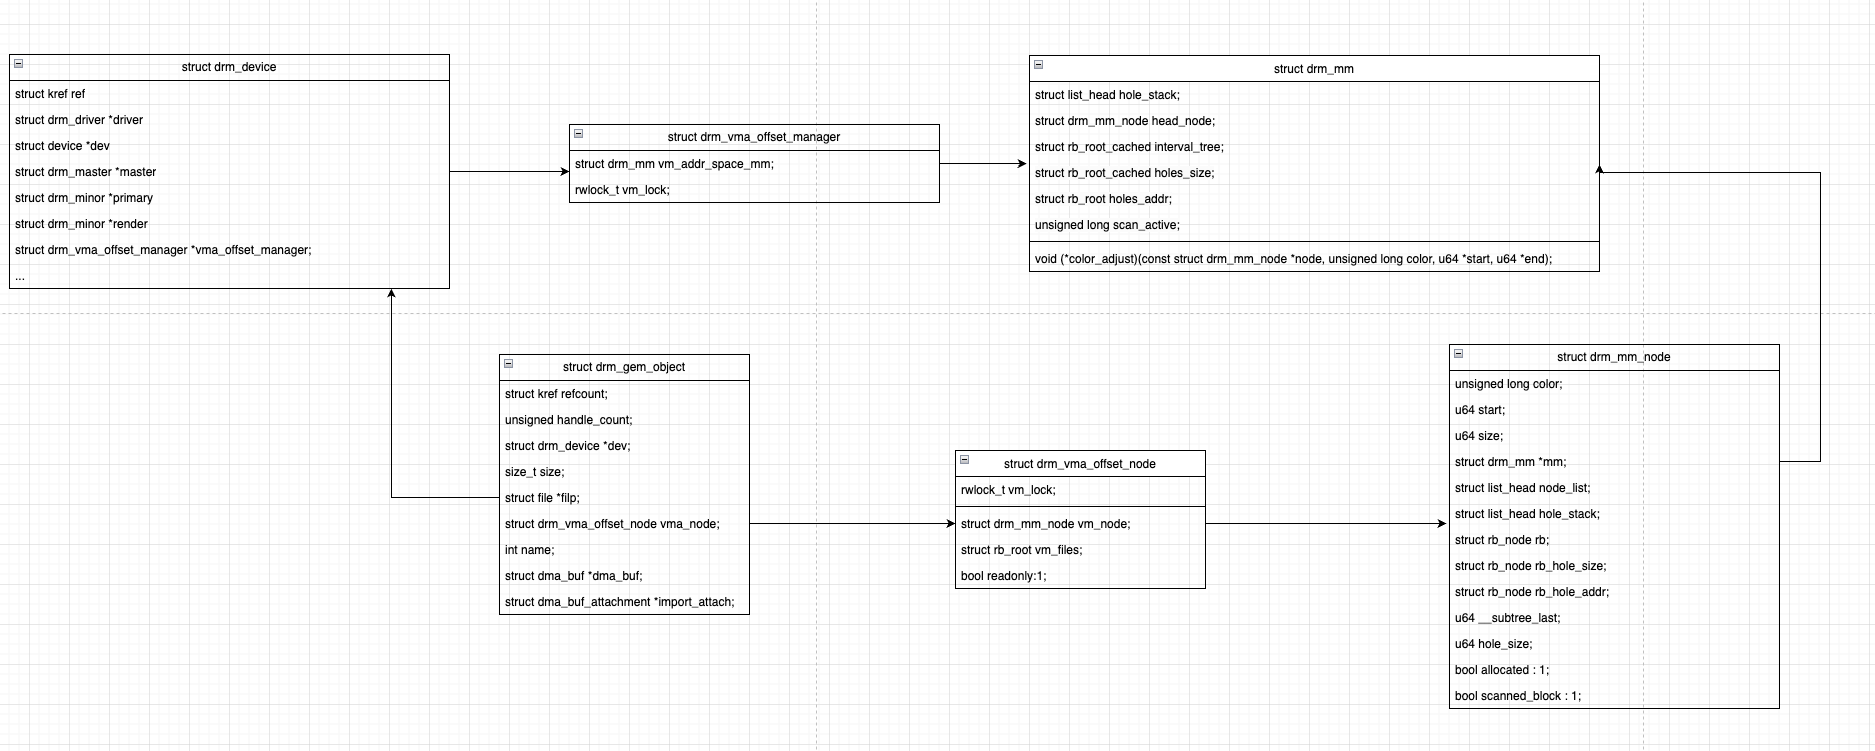 struct drm_device
struct kref ref
struct drm_driver *driver
struct device *dev
struct drm_master *master
struct drm_minor *primary
struct drm_minor *render
struct drm_vma_offset_manager *vma_offset_manager;
...
struct drm_vma_offset_manager
struct drm_mm vm_addr_space_mm;
rwlock_t vm_lock;
struct drm_mm
struct list_head hole_stack;
struct drm_mm_node head_node;
struct rb_root_cached interval_tree;
struct rb_root_cached holes_size;
struct rb_root holes_addr;
unsigned long scan_active;
void (*color_adjust)(const struct drm_mm_node *node, unsigned long color, u64 *start, u64 *end);
struct drm_gem_object
struct kref refcount;
unsigned handle_count;
struct drm_device *dev;
size_t size;
struct file *filp;
struct drm_vma_offset_node vma_node;
int name;
struct dma_buf *dma_buf;
struct dma_buf_attachment *import_attach;
struct drm_vma_offset_node
rwlock_t vm_lock;
struct drm_mm_node vm_node;
struct rb_root vm_files;
bool readonly:1;
struct drm_mm_node
unsigned long color;
u64 start;
u64 size;
struct drm_mm *mm;
struct list_head node_list;
struct list_head hole_stack;
struct rb_node rb;
struct rb_node rb_hole_size;
struct rb_node rb_hole_addr;
u64 __subtree_last;
u64 hole_size;
bool allocated : 1;
bool scanned_block : 1;